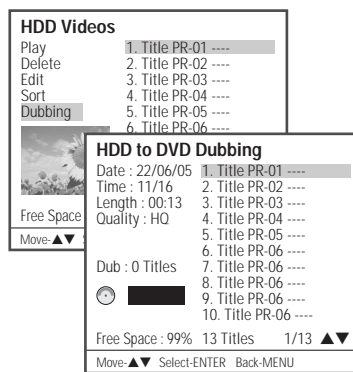 HDD Videos
Play 1. Title PR-01 ----
Delete 2. Title PR-02 ----
Edit 3. Title PR-03 ----
Sort 4. Title PR-04 ----
Dubbing 5. Title PR-05 ----
6. Title PR-06 ----
Free Space
Move-▲▼
HDD to DVD Dubbing
Date : 22/06/05 1. Title PR-01 ----
Time : 11/16 2. Title PR-02 ----
Length : 00:13 3. Title PR-03 ----
Quality : HQ 4. Title PR-04 ----
5. Title PR-05 ----
6. Title PR-06 ----
Dub : 0 Titles 7. Title PR-06 ----
8. Title PR-06 ----
9. Title PR-06 ----
10. Title PR-06 ----
Free Space : 99% 13 Titles 1/13 ▲▼
Move-▲▼ Select-ENTER Back-MENU